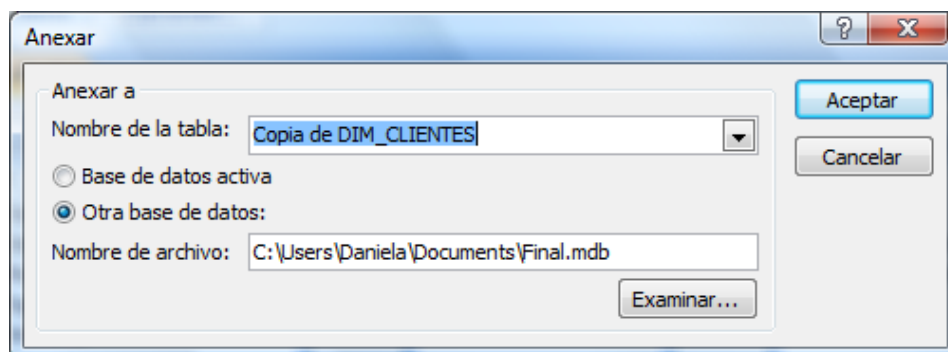 Anexar
Anexar a
Nombre de la tabla: Copia de DIM_CLIENTES
Base de datos activa
Otra base de datos:
Nombre de archivo: C:\Users\Daniela\Documents\Final.mdb
Examinar...
Aceptar
Cancelar